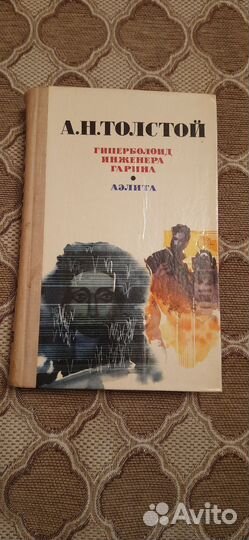 А.Н.ТОЛСТОЙ
ГИПЕРБОЛОИД
ИНЖЕНЕРА
ГАРИНА
•
АЭЛИТА
Avito